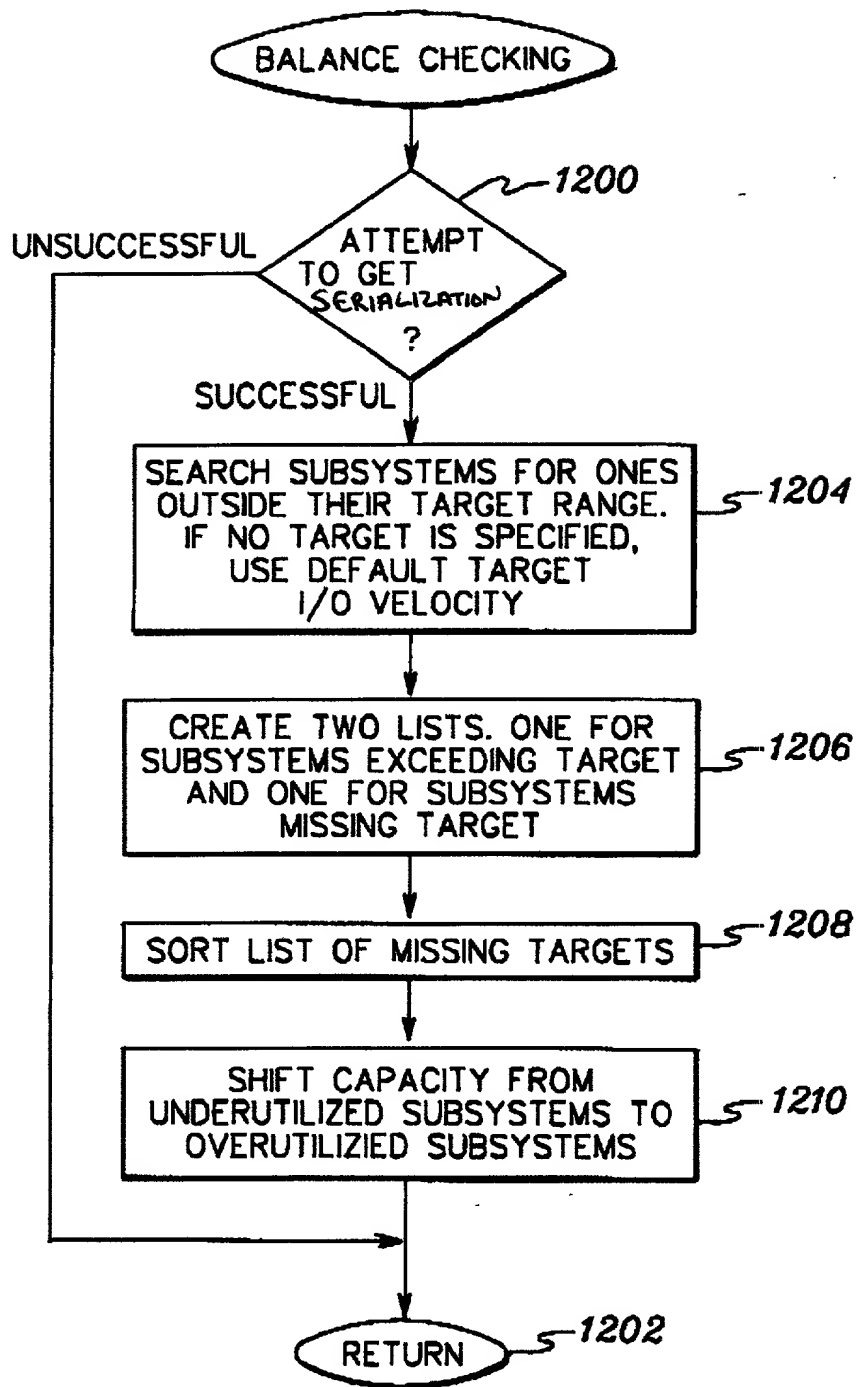 BALANCE CHECKING
1200
UNSUCCESSFUL
ATTEMPT
TO GET
SERIALIZATION
?
SUCCESSFUL
SEARCH SUBSYSTEMS FOR ONES
OUTSIDE THEIR TARGET RANGE.
IF NO TARGET IS SPECIFIED,
USE DEFAULT TARGET
I/O VELOCITY
1204
CREATE TWO LISTS. ONE FOR
SUBSYSTEMS EXCEEDING TARGET
AND ONE FOR SUBSYSTEMS
MISSING TARGET
1206
SORT LIST OF MISSING TARGETS
1208
SHIFT CAPACITY FROM
UNDERUTILIZED SUBSYSTEMS TO
OVERUTILIZIED SUBSYSTEMS
1210
RETURN
1202